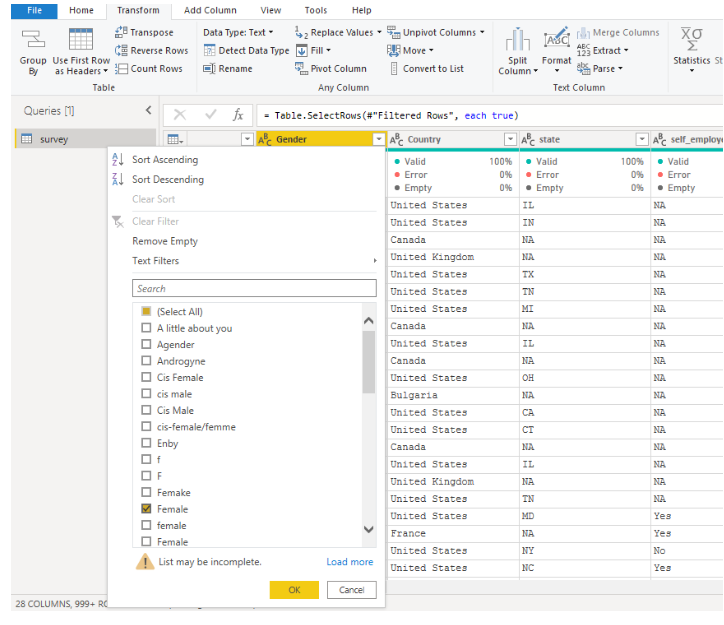 File Home Transform Add Column View Tools Help
Group By
Use First Row as Headers
Transpose
Reverse Rows
Count Rows
Table
Data Type: Text
Detect Data Type
Rename
Replace Values
Fill
Pivot Column
Unpivot Columns
Move
Convert to List
Any Column
Split Column
Format
ABC
Merge Columns
ABC 123 Extract
abc Parse
Text Column
XΣ Statistics
Queries [1]
fx = Table.SelectRows(#"Filtered Rows", each true)
survey
ABC Gender ABC Country ABC state ABC self_employe
Valid 100% Valid 100% Valid
Error 0% Error 0% Error
Empty 0% Empty 0% Empty
United States IL NA
United States IN NA
Canada NA NA
United Kingdom NA NA
United States TX NA
United States TN NA
United States MI NA
Canada NA NA
United States IL NA
Canada NA NA
United States OH NA
Bulgaria NA NA
United States CA NA
United States CT NA
Canada NA NA
United States IL NA
United Kingdom NA NA
United States TN NA
United States MD Yes
France NA Yes
United States NY No
United States NC Yes
Sort Ascending
Sort Descending
Clear Sort
Clear Filter
Remove Empty
Text Filters
Search
(Select All)
A little about you
Agender
Androgyne
Cis Female
cis male
Cis Male
cis-female/femme
Enby
f
F
Femake
Female
female
Female
List may be incomplete. Load more
OK Cancel
28 COLUMNS, 999+